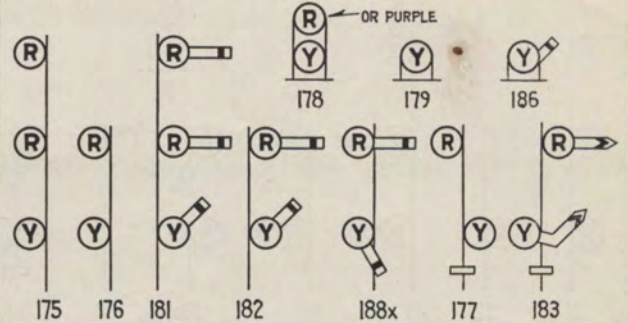 R OR PURPLE
R R Y Y Y
178 179 186
R R R R R R R
Y Y Y Y Y Y Y
175 176 181 182 188x 177 183